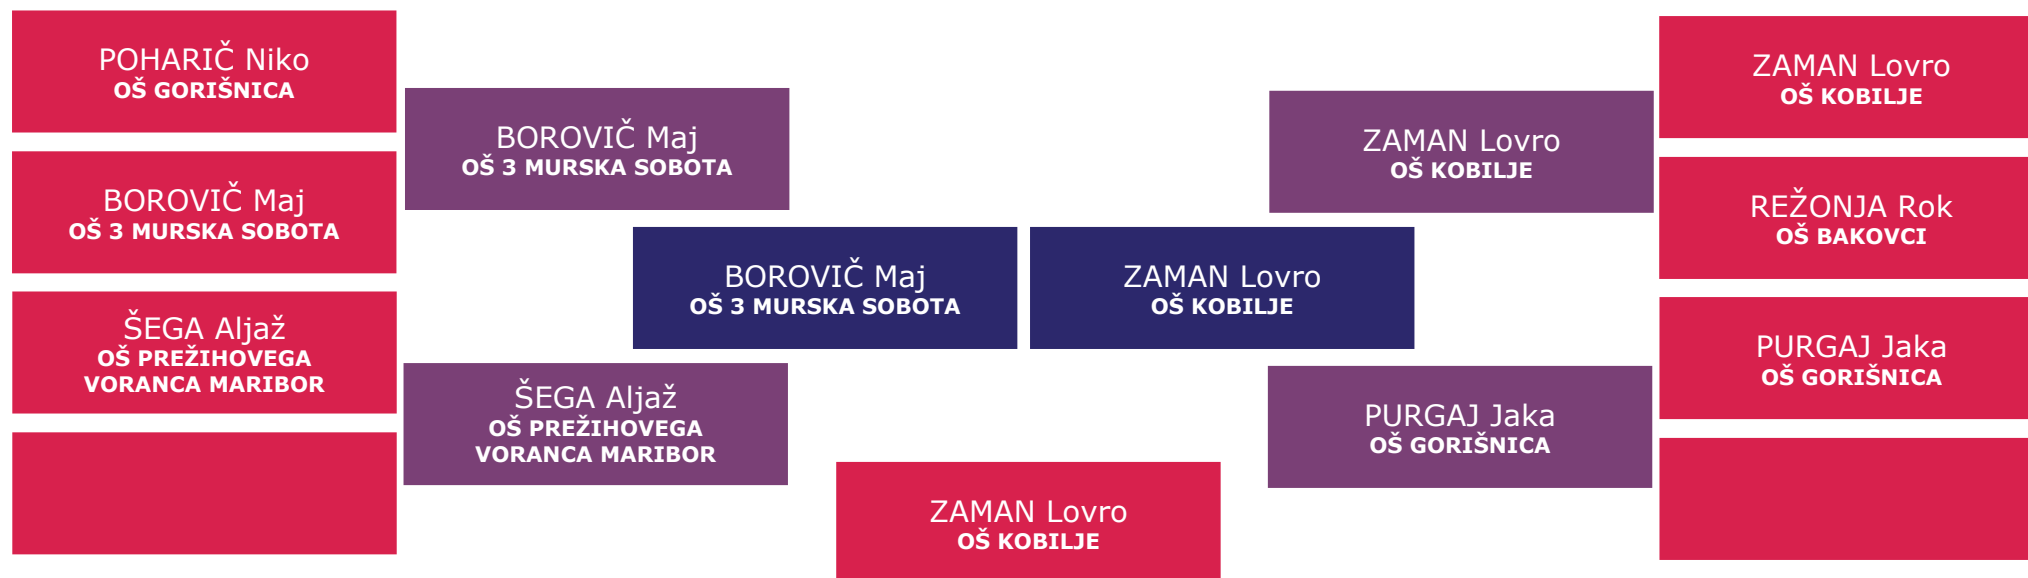 POHARIČ Niko
OŠ GORIŠNICA
BOROVIČ Maj
OŠ 3 MURSKA SOBOTA
ŠEGA Aljaž
OŠ PREŽIHOVEGA
VORANCA MARIBOR
BOROVIČ Maj
OŠ 3 MURSKA SOBOTA
ŠEGA Aljaž
OŠ PREŽIHOVEGA
VORANCA MARIBOR
BOROVIČ Maj
OŠ 3 MURSKA SOBOTA
ZAMAN Lovro
OŠ KOBILJE
ZAMAN Lovro
OŠ KOBILJE
ZAMAN Lovro
OŠ KOBILJE
PURGAJ Jaka
OŠ GORIŠNICA
ZAMAN Lovro
OŠ KOBILJE
REŽONJA Rok
OŠ BAKOVCI
PURGAJ Jaka
OŠ GORIŠNICA